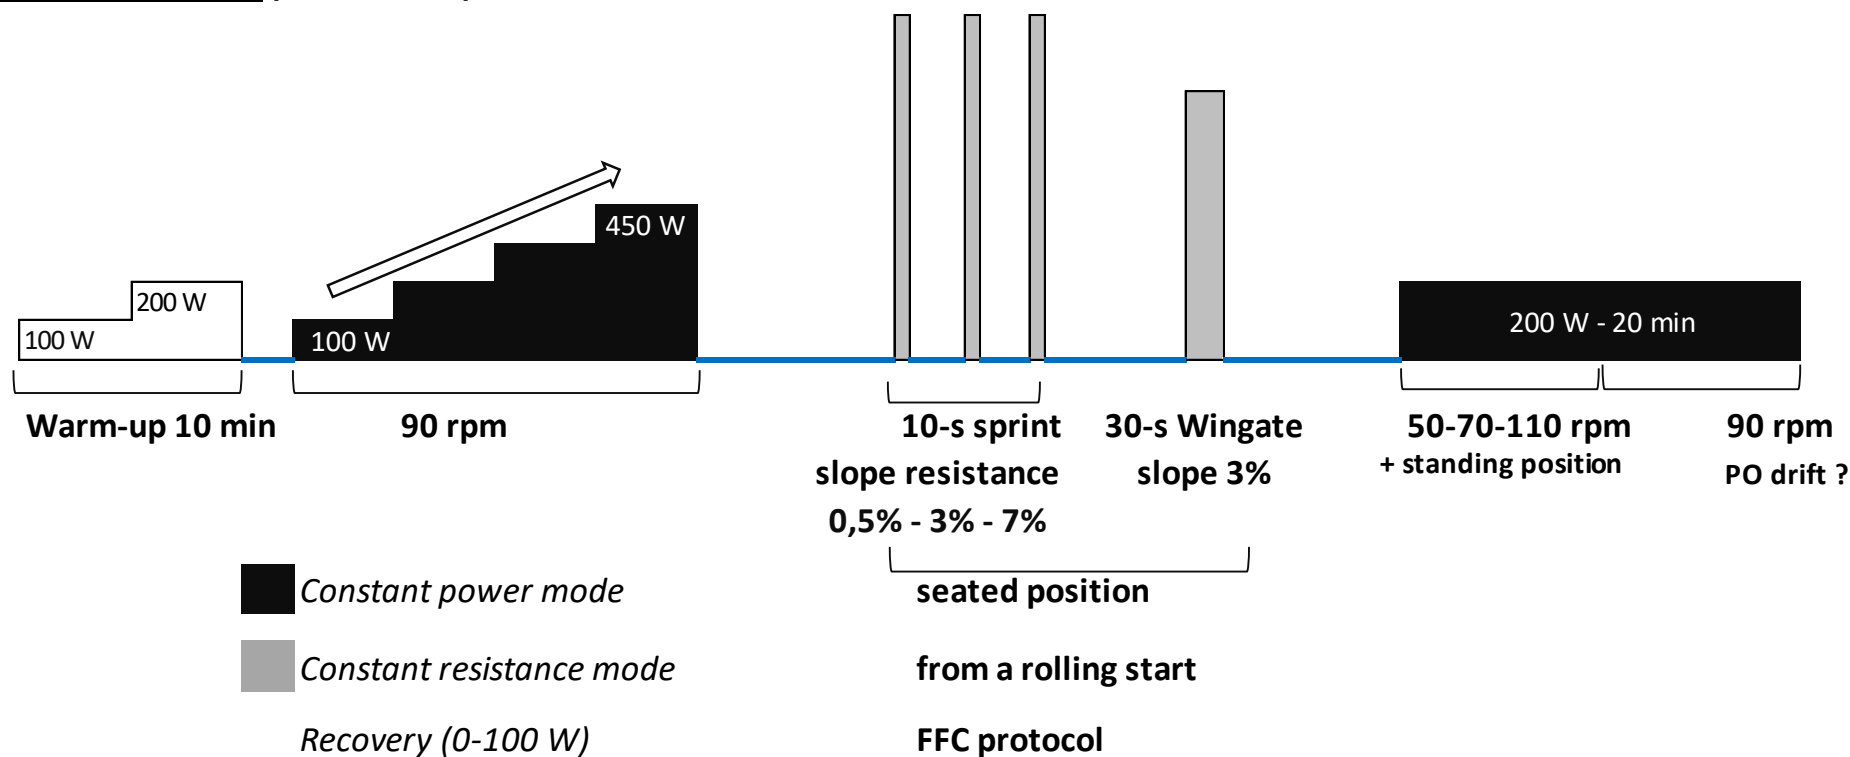 450 W
200 W
100 W
100 W
200 W - 20 min
Warm-up 10 min
90 rpm
10-s sprint
slope resistance
0,5% - 3% - 7%
30-s Wingate
slope 3%
50-70-110 rpm
+ standing position
90 rpm
PO drift ?
Constant power mode
seated position
Constant resistance mode
from a rolling start
Recovery (0-100 W)
FFC protocol